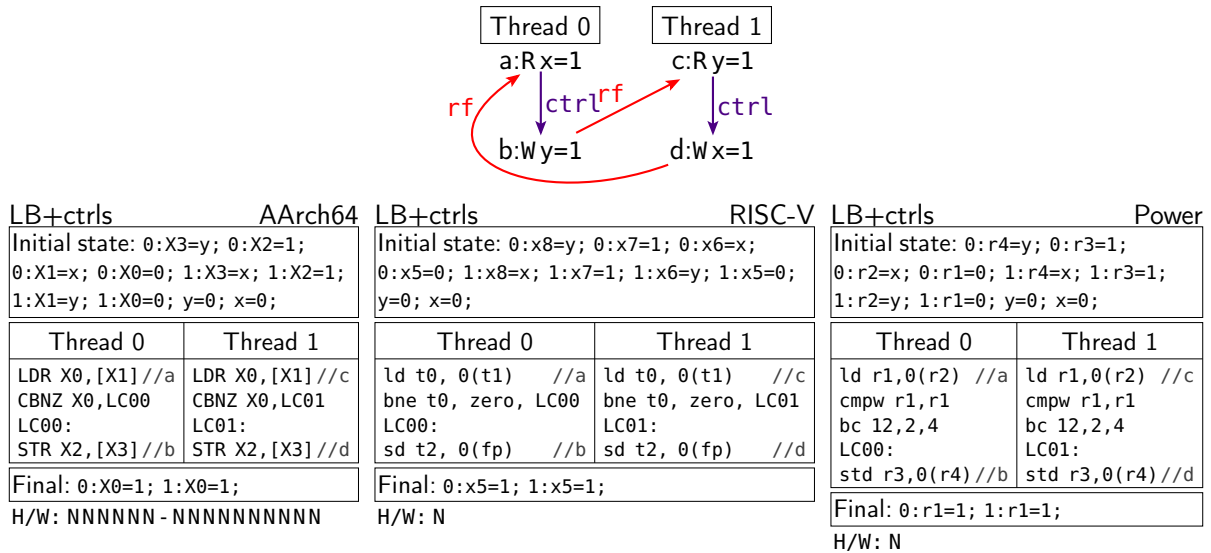 Thread 0 Thread 1
a:R x=1 c:R y=1
rf ctrl rf ctrl
b:W y=1 d:W x=1
LB+ctrls AArch64
Initial state: 0:X3=y; 0:X2=1;
0:X1=x; 0:X0=0; 1:X3=x; 1:X2=1;
1:X1=y; 1:X0=0; y=0; x=0;
Thread 0 Thread 1
LDR X0,[X1]//a LDR X0,[X1]//c
CBNZ X0,LC00 CBNZ X0,LC01
LC00: LC01:
STR X2,[X3]//b STR X2,[X3]//d
Final: 0:X0=1; 1:X0=1;
H/W: NNNNNN-NNNNNNNNNN
LB+ctrls RISC-V
Initial state: 0:x8=y; 0:x7=1; 0:x6=x;
0:x5=0; 1:x8=x; 1:x7=1; 1:x6=y; 1:x5=0;
y=0; x=0;
Thread 0 Thread 1
ld t0, 0(t1) //a ld t0, 0(t1) //c
bne t0, zero, LC00 bne t0, zero, LC01
LC00: LC01:
sd t2, 0(fp) //b sd t2, 0(fp) //d
Final: 0:x5=1; 1:x5=1;
H/W: N
LB+ctrls Power
Initial state: 0:r4=y; 0:r3=1;
0:r2=x; 0:r1=0; 1:r4=x; 1:r3=1;
1:r2=y; 1:r1=0; y=0; x=0;
Thread 0 Thread 1
ld r1,0(r2) //a ld r1,0(r2) //c
cmpw r1,r1 cmpw r1,r1
bc 12,2,4 bc 12,2,4
LC00: LC01:
std r3,0(r4)//b std r3,0(r4)//d
Final: 0:r1=1; 1:r1=1;
H/W: N